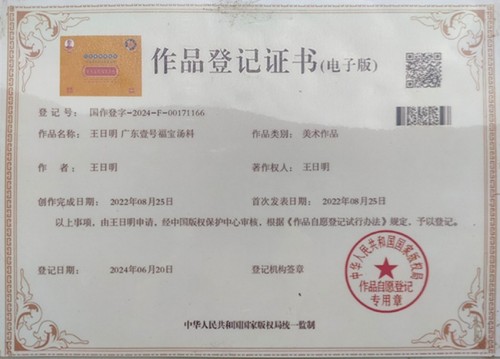 作品登记证书(电子版)
登 记 号: 国作登字-2024-F-00171166
作品名称: 王日明 广东壹号福宝汤料 作品类别: 美术作品
作 者: 王日明 著作权人: 王日明
创作完成日期: 2022年08月25日 首次发表日期: 2022年08月25日
以上事项，由王日明申请，经中国版权保护中心审核，根据《作品自愿登记试行办法》规定，予以登记。
登记日期: 2024年06月20日 登记机构签章
中华人民共和国国家版权局
作品自愿登记
专用章
中华人民共和国国家版权局统一监制